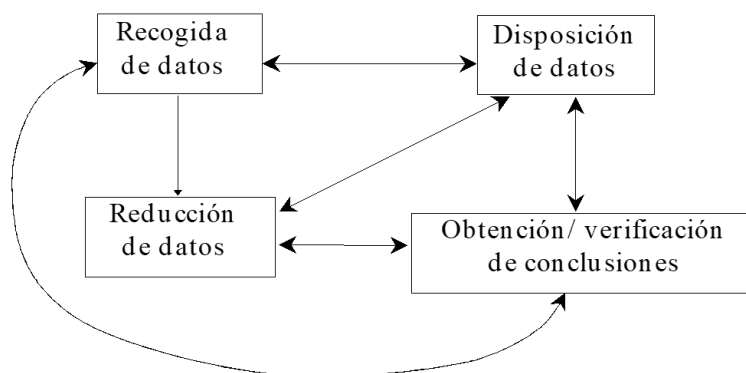 Recogida
de datos
Disposición
de datos
Reducción
de datos
Obtención/ verificación
de conclusiones